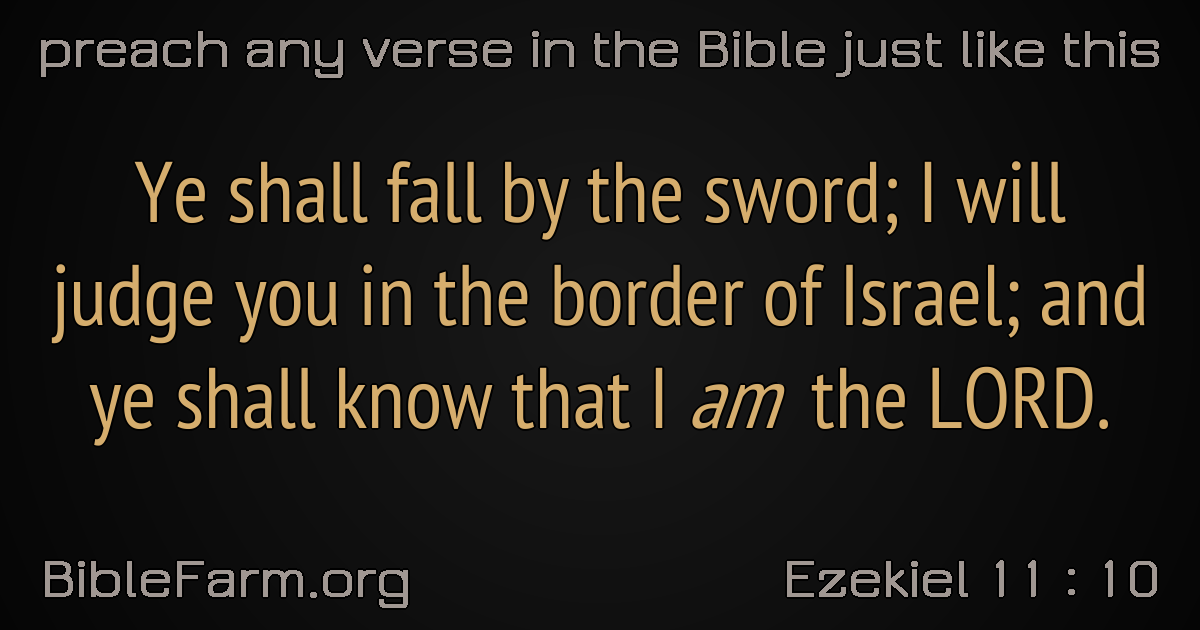 preach any verse in the Bible just like this
Ye shall fall by the sword; I will
judge you in the border of Israel; and
ye shall know that I am the LORD.
BibleFarm.org
Ezekiel 11 : 10